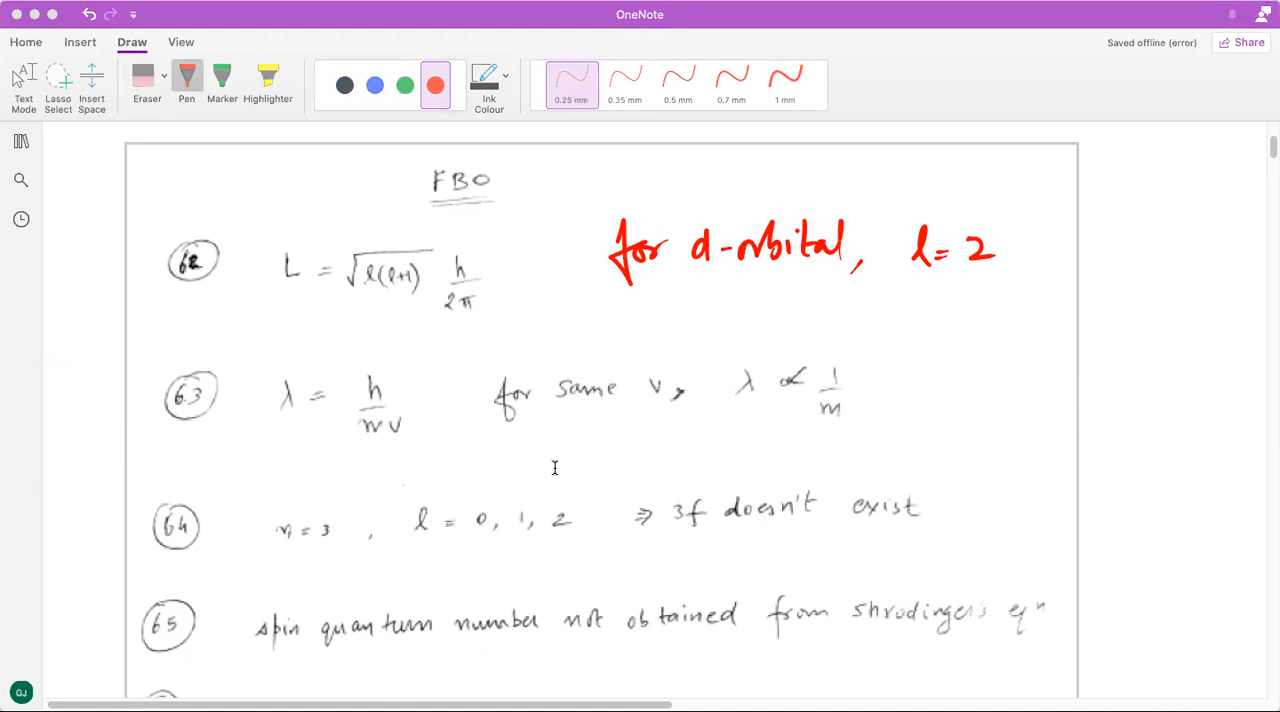 OneNote
Home Insert Draw View
Saved offline (error) Share
Text Mode
Lasso Select
Insert Space
Eraser
Pen
Marker
Highlighter
Ink Colour
0.25 mm 0.35 mm 0.5 mm 0.7 mm 1 mm
FBO
62 L = √l(l+1) h/2π for d-orbital, l = 2
63 λ = h/mv for same v, λ ∝ 1/m
64 n = 3, l = 0, 1, 2 ⇒ 3f doesn't exist
65 spin quantum number not obtained from shrodinger's eqn
GJ